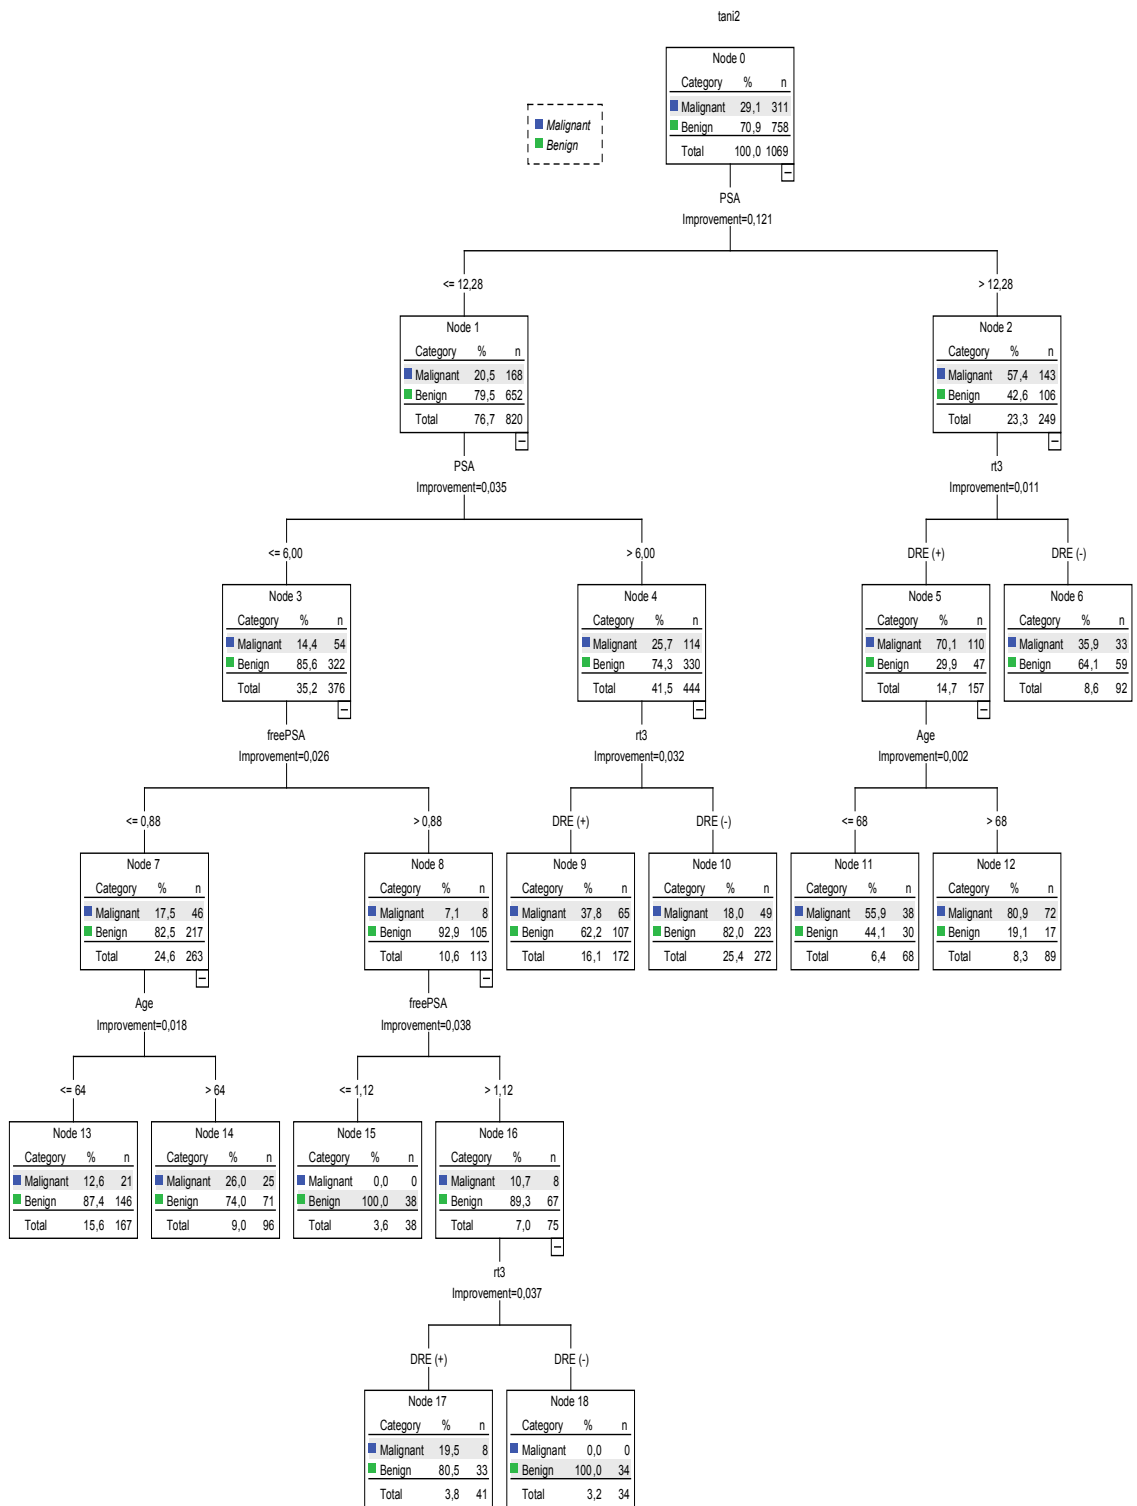 tani2
Node 0
Category % n
Malignant 29,1 311
Benign 70,9 758
Total 100,0 1069
Malignant
Benign
PSA
Improvement=0,121
<= 12,28
> 12,28
Node 1
Category % n
Malignant 20,5 168
Benign 79,5 652
Total 76,7 820
Node 2
Category % n
Malignant 57,4 143
Benign 42,6 106
Total 23,3 249
PSA
Improvement=0,035
rt3
Improvement=0,011
<= 6,00
> 6,00
DRE (+)
DRE (-)
Node 3
Category % n
Malignant 14,4 54
Benign 85,6 322
Total 35,2 376
Node 4
Category % n
Malignant 25,7 114
Benign 74,3 330
Total 41,5 444
Node 5
Category % n
Malignant 70,1 110
Benign 29,9 47
Total 14,7 157
Node 6
Category % n
Malignant 35,9 33
Benign 64,1 59
Total 8,6 92
freePSA
Improvement=0,026
rt3
Improvement=0,032
Age
Improvement=0,002
<= 0,88
> 0,88
DRE (+)
DRE (-)
<= 68
> 68
Node 7
Category % n
Malignant 17,5 46
Benign 82,5 217
Total 24,6 263
Node 8
Category % n
Malignant 7,1 8
Benign 92,9 105
Total 10,6 113
Node 9
Category % n
Malignant 37,8 65
Benign 62,2 107
Total 16,1 172
Node 10
Category % n
Malignant 18,0 49
Benign 82,0 223
Total 25,4 272
Node 11
Category % n
Malignant 55,9 38
Benign 44,1 30
Total 6,4 68
Node 12
Category % n
Malignant 80,9 72
Benign 19,1 17
Total 8,3 89
Age
Improvement=0,018
freePSA
Improvement=0,038
<= 64
> 64
<= 1,12
> 1,12
Node 13
Category % n
Malignant 12,6 21
Benign 87,4 146
Total 15,6 167
Node 14
Category % n
Malignant 26,0 25
Benign 74,0 71
Total 9,0 96
Node 15
Category % n
Malignant 0,0 0
Benign 100,0 38
Total 3,6 38
Node 16
Category % n
Malignant 10,7 8
Benign 89,3 67
Total 7,0 75
rt3
Improvement=0,037
DRE (+)
DRE (-)
Node 17
Category % n
Malignant 19,5 8
Benign 80,5 33
Total 3,8 41
Node 18
Category % n
Malignant 0,0 0
Benign 100,0 34
Total 3,2 34